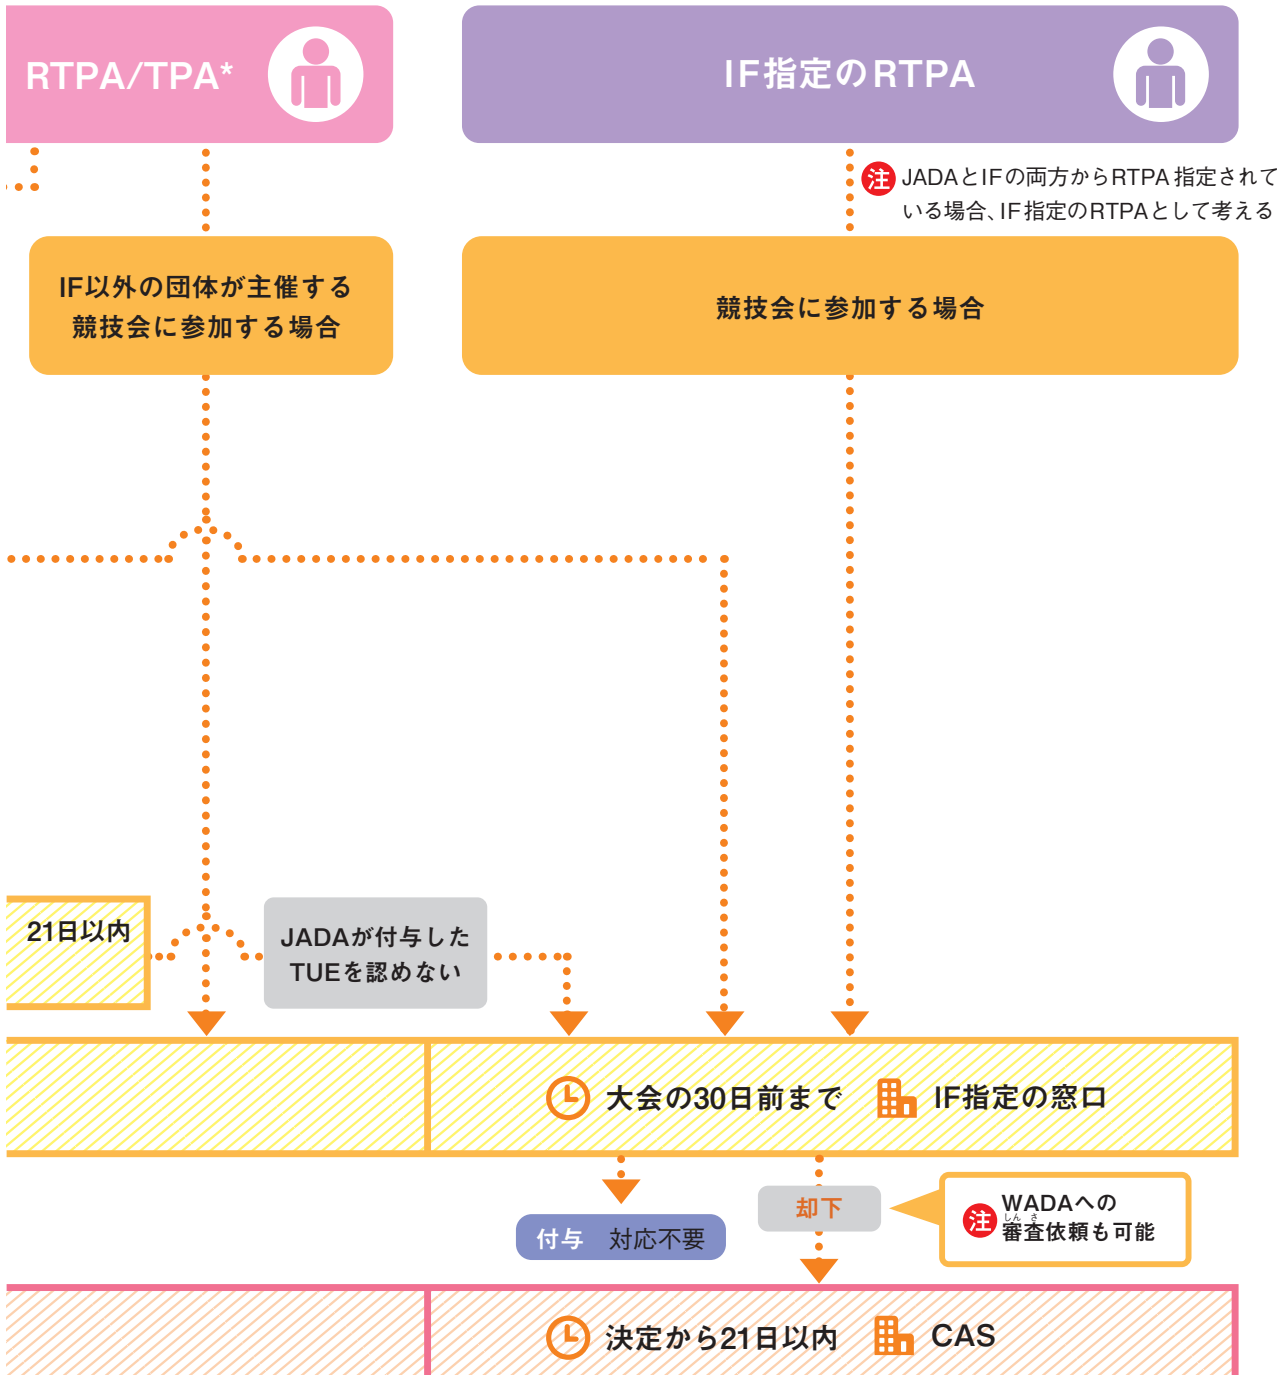 RTPA/TPA*
IF指定のRTPA
注 JADAとIFの両方からRTPA指定されて
いる場合、IF指定のRTPAとして考える
IF以外の団体が主催する
競技会に参加する場合
競技会に参加する場合
21日以内
JADAが付与した
TUEを認めない
大会の30日前まで IF指定の窓口
付与 対応不要
却下
注 WADAへの
しん さ
審査依頼も可能
決定から21日以内 CAS